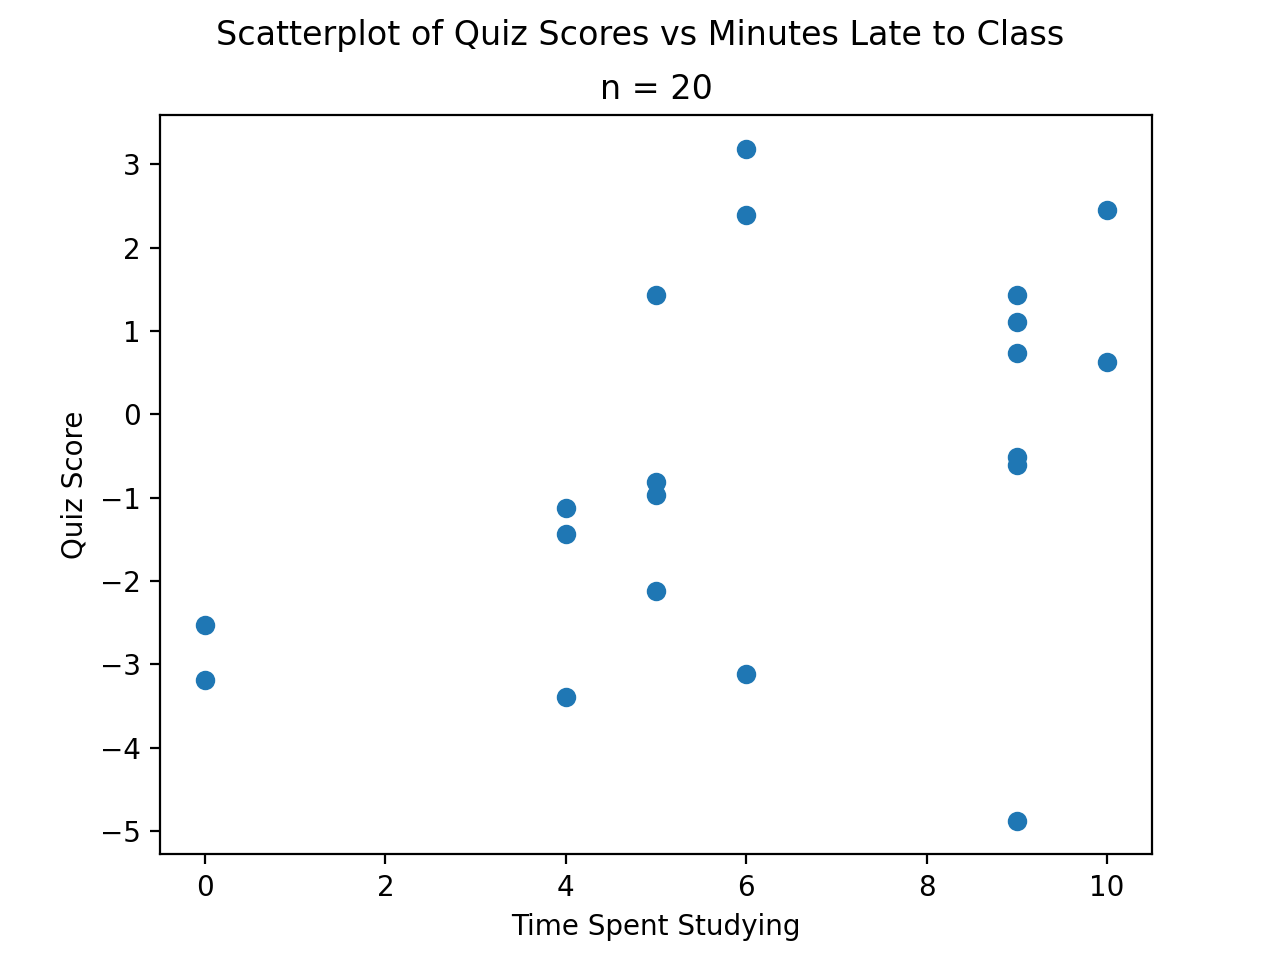 Scatterplot of Quiz Scores vs Minutes Late to Class
n = 20
3
2
1
0
−1
−2
−3
−4
−5
Quiz Score
0 2 4 6 8 10
Time Spent Studying